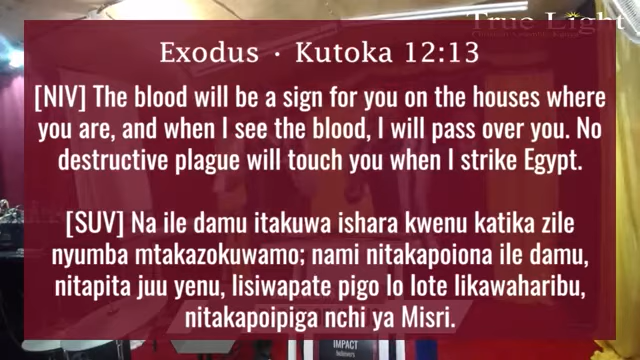 True Light
Exodus · Kutoka 12:13
[NIV] The blood will be a sign for you on the houses where
you are, and when I see the blood, I will pass over you. No
destructive plague will touch you when I strike Egypt.
[SUV] Na ile damu itakuwa ishara kwenu katika zile
nyumba mtakazokuwamo; nami nitakapoiona ile damu,
nitapita juu yenu, lisiwapate pigo lo lote likawaharibu,
nitakapoipiga nchi ya Misri.
IMPACT
believers